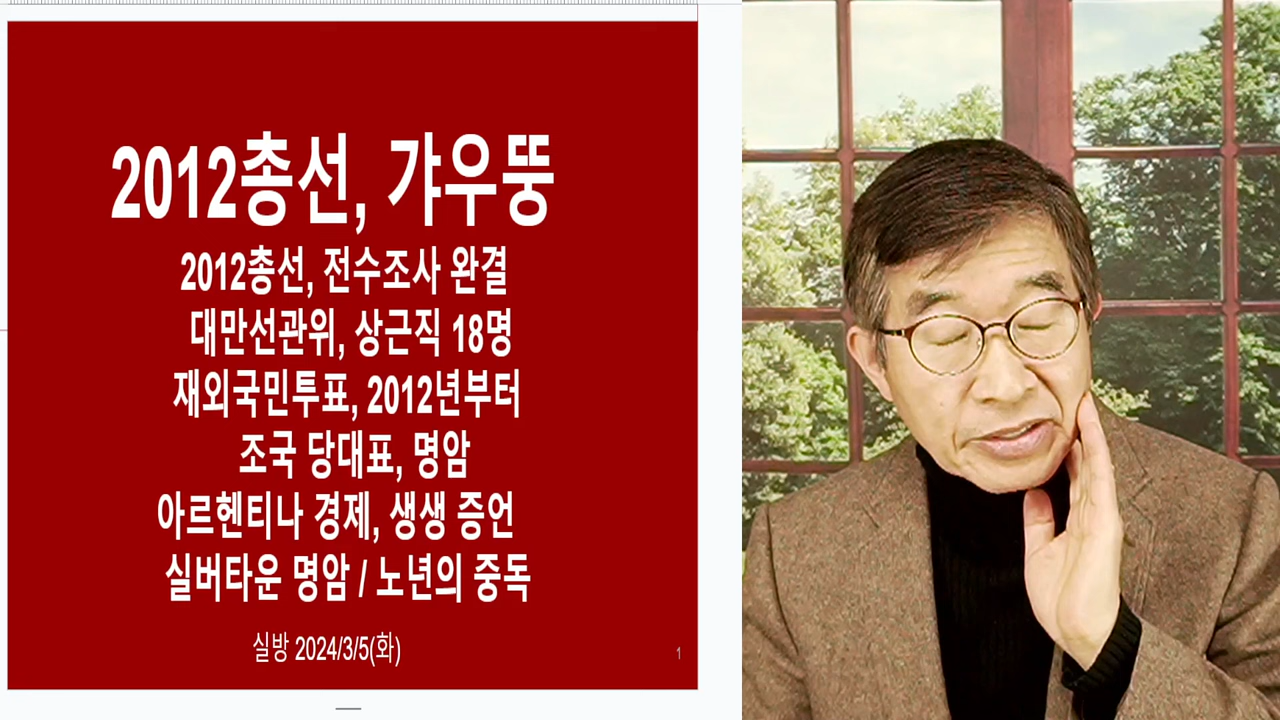 2012총선, 갸우뚱
2012총선, 전수조사 완결
대만선관위, 상근직 18명
재외국민투표, 2012년부터
조국 당대표, 명암
아르헨티나 경제, 생생 증언
실버타운 명암 / 노년의 중독
실방 2024/3/5(화)
1